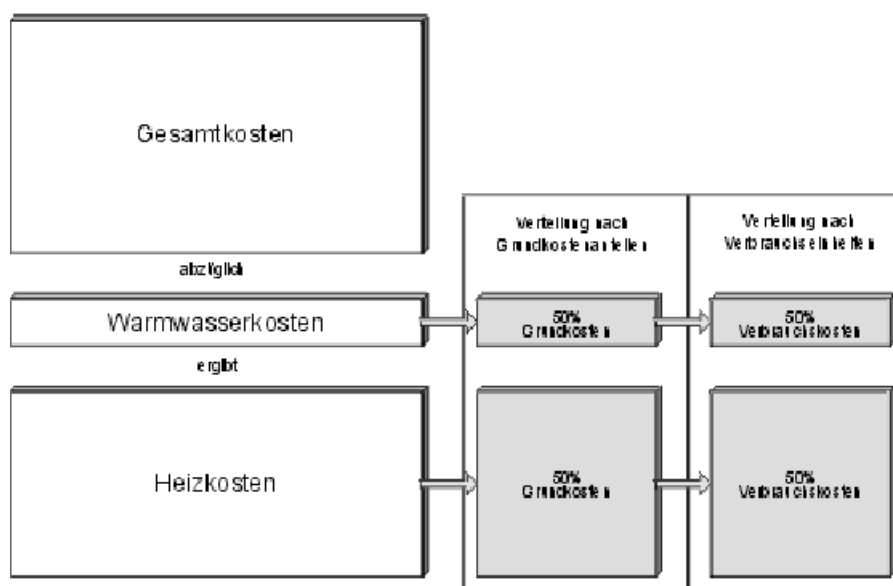 Gesamtkosten
Verteilung nach
Grundkostenanteilen
Verteilung nach
Verbrauchseinheiten
abzüglich
Warmwasserkosten
50%
Grundkosten
50%
Verbrauchskosten
ergibt
Heizkosten
50%
Grundkosten
50%
Verbrauchskosten